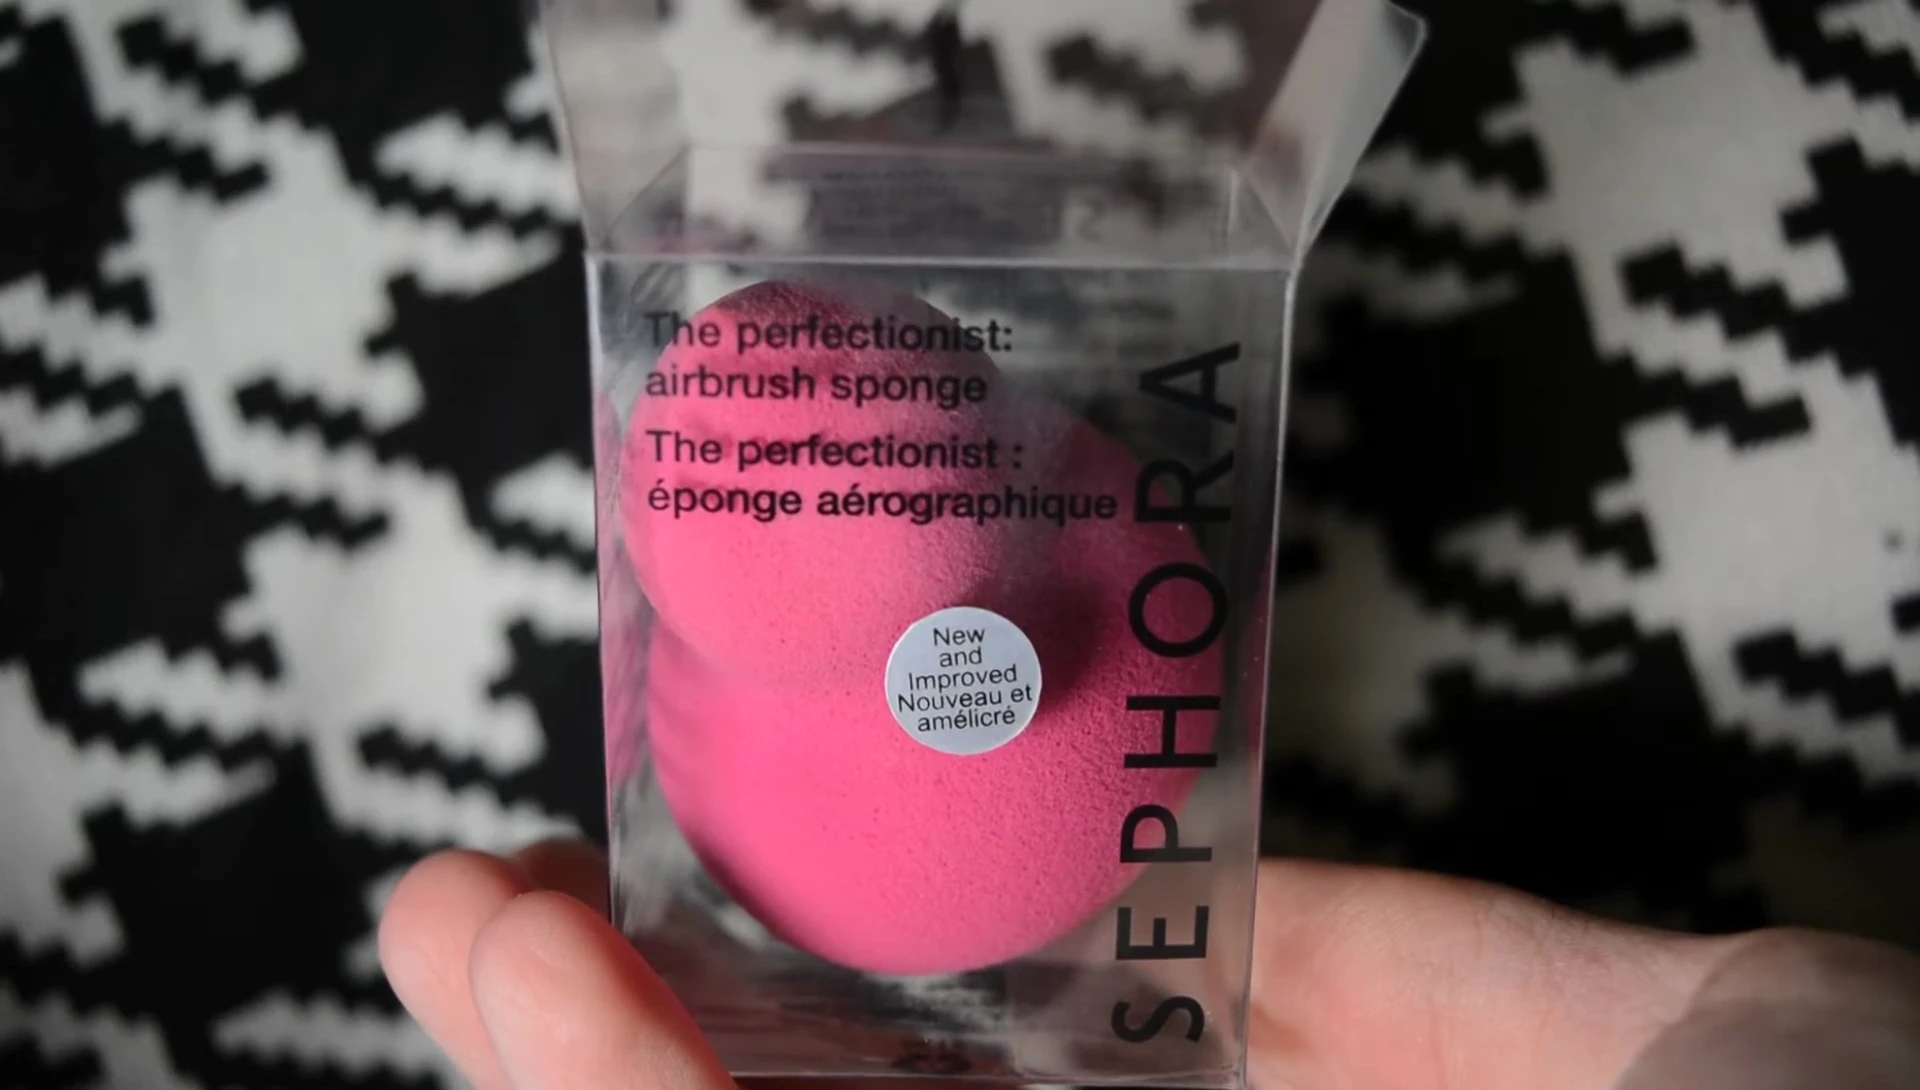 The perfectionist:
airbrush sponge
The perfectionist :
éponge aérographique
SEPHORA
New
and
Improved
Nouveau et
amélicré